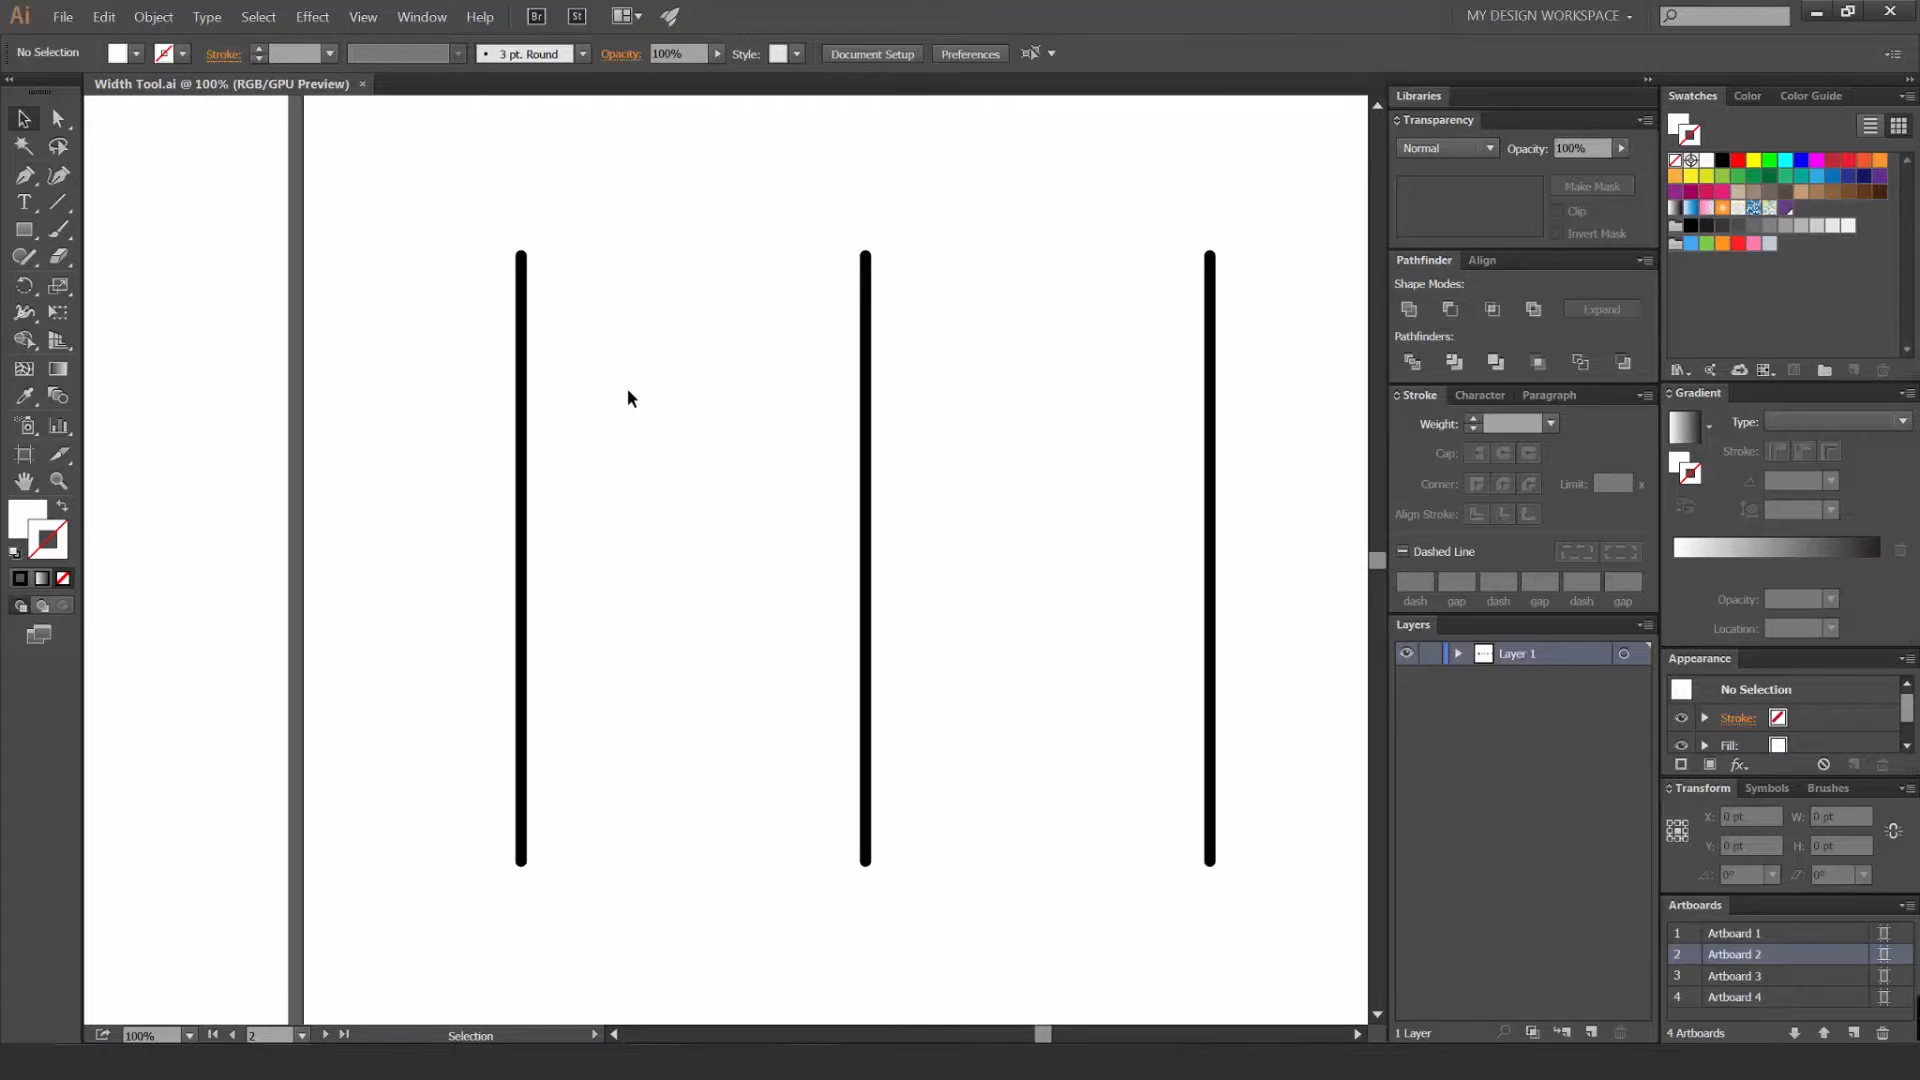 Ai File Edit Object Type Select Effect View Window Help Br St MY DESIGN WORKSPACE
No Selection Stroke: 3 pt. Round Opacity: 100% Style: Document Setup Preferences
Width Tool.ai @ 100% (RGB/GPU Preview) ×
Libraries
Transparency
Normal Opacity: 100%
Make Mask
Clip
Invert Mask
Pathfinder Align
Shape Modes:
Expand
Pathfinders:
Stroke Character Paragraph
Weight:
Cap:
Corner: Limit: x
Align Stroke:
Dashed Line
dash gap dash gap dash gap
Layers
Layer 1
1 Layer
Swatches Color Color Guide
Gradient
Type:
Stroke:
Opacity:
Location:
Appearance
No Selection
Stroke:
Fill:
fx
Transform Symbols Brushes
X: 0 pt W: 0 pt
Y: 0 pt H: 0 pt
0° 0°
Artboards
1 Artboard 1
2 Artboard 2
3 Artboard 3
4 Artboard 4
4 Artboards
100% 2 Selection